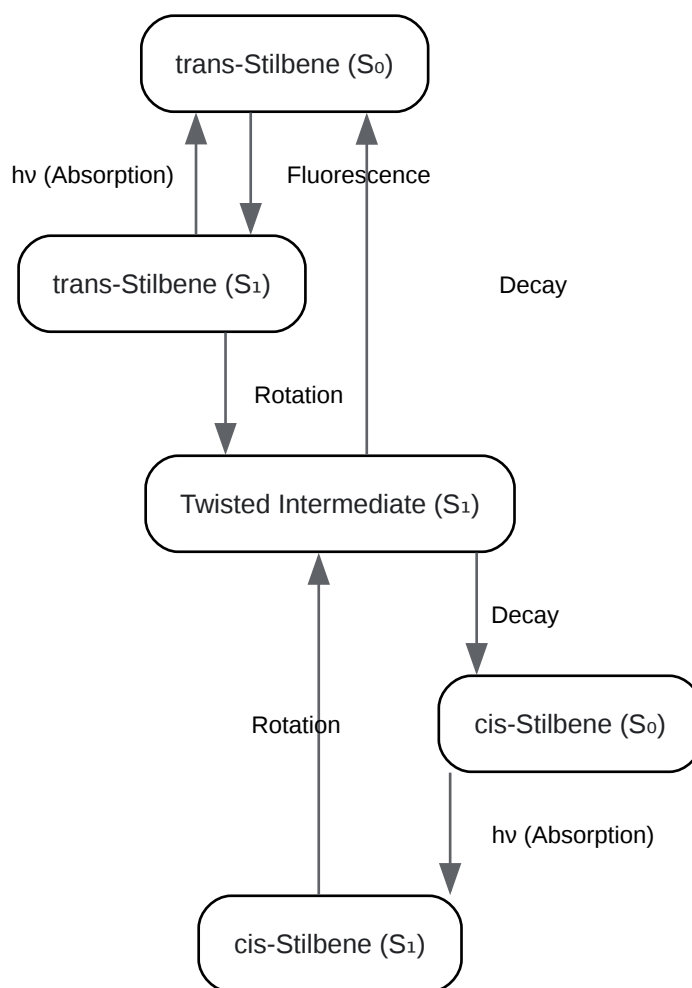 trans-Stilbene (S₀)
hν (Absorption)
Fluorescence
trans-Stilbene (S₁)
Decay
Rotation
Twisted Intermediate (S₁)
Decay
cis-Stilbene (S₀)
Rotation
hν (Absorption)
cis-Stilbene (S₁)